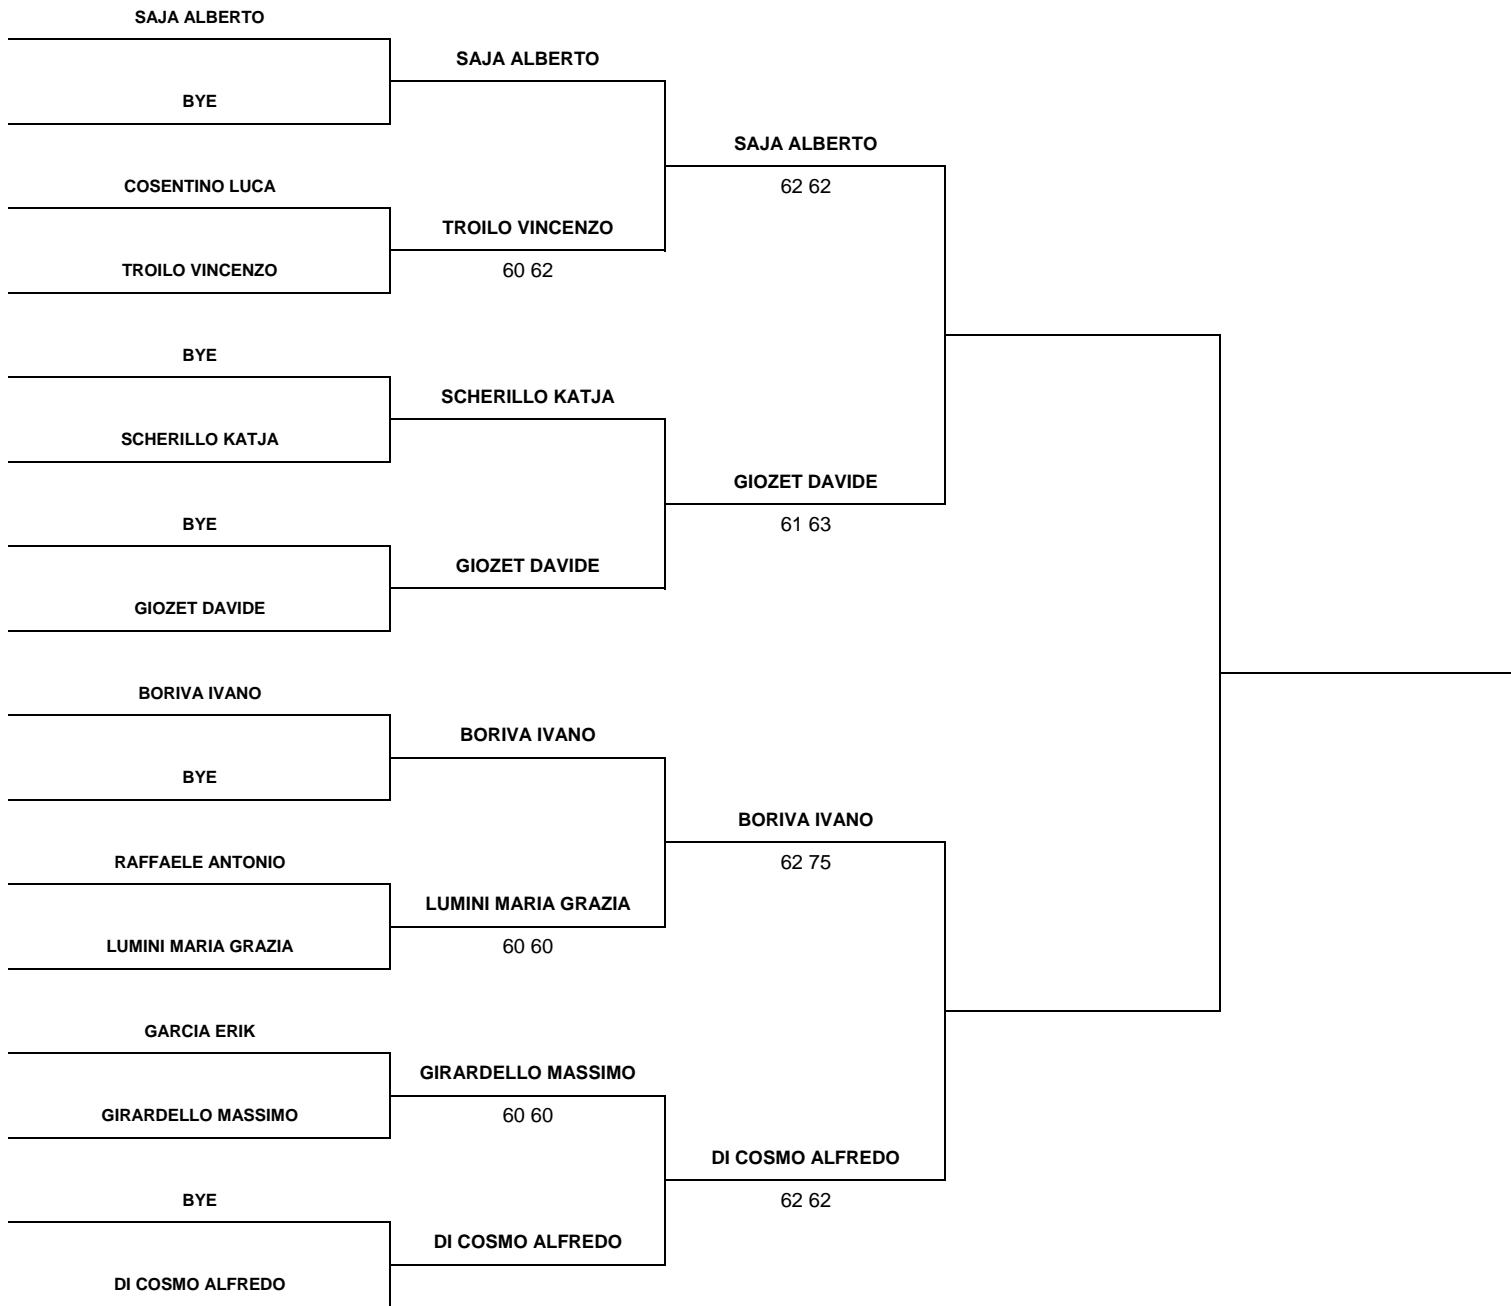 SAJA ALBERTO
SAJA ALBERTO
BYE
SAJA ALBERTO
COSENTINO LUCA
62 62
TROILO VINCENZO
TROILO VINCENZO
60 62
BYE
SCHERILLO KATJA
SCHERILLO KATJA
GIOZET DAVIDE
BYE
61 63
GIOZET DAVIDE
GIOZET DAVIDE
BORIVA IVANO
BORIVA IVANO
BYE
BORIVA IVANO
RAFFAELE ANTONIO
62 75
LUMINI MARIA GRAZIA
LUMINI MARIA GRAZIA
60 60
GARCIA ERIK
GIRARDELLO MASSIMO
GIRARDELLO MASSIMO
60 60
DI COSMO ALFREDO
BYE
62 62
DI COSMO ALFREDO
DI COSMO ALFREDO